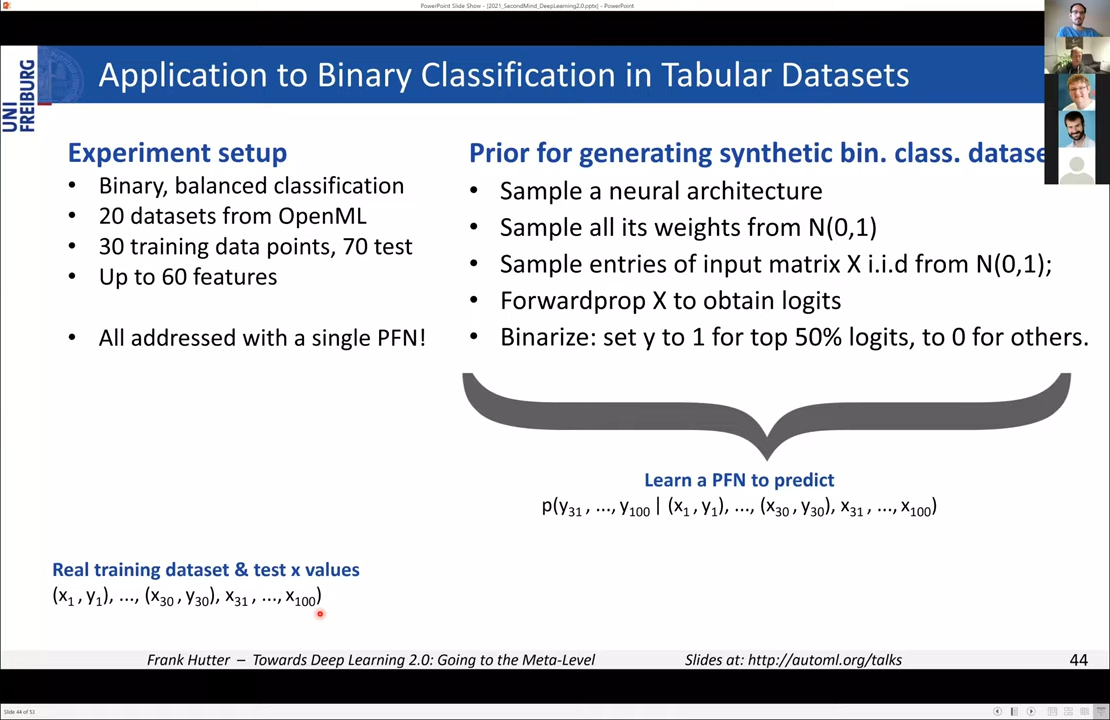 PowerPoint Slide Show - [2021_SecondMind_DeepLearning2.0.pptx] - PowerPoint
UNI
FREIBURG
Application to Binary Classification in Tabular Datasets
Experiment setup
• Binary, balanced classification
• 20 datasets from OpenML
• 30 training data points, 70 test
• Up to 60 features
• All addressed with a single PFN!
Prior for generating synthetic bin. class. datase
• Sample a neural architecture
• Sample all its weights from N(0,1)
• Sample entries of input matrix X i.i.d from N(0,1);
• Forwardprop X to obtain logits
• Binarize: set y to 1 for top 50% logits, to 0 for others.
Learn a PFN to predict
p(y₃₁ , ..., y₁₀₀ | (x₁ , y₁), ..., (x₃₀ , y₃₀), x₃₁ , ..., x₁₀₀)
Real training dataset & test x values
(x₁ , y₁), ..., (x₃₀ , y₃₀), x₃₁ , ..., x₁₀₀)
Frank Hutter – Towards Deep Learning 2.0: Going to the Meta-Level Slides at: http://automl.org/talks 44
Slide 44 of 53